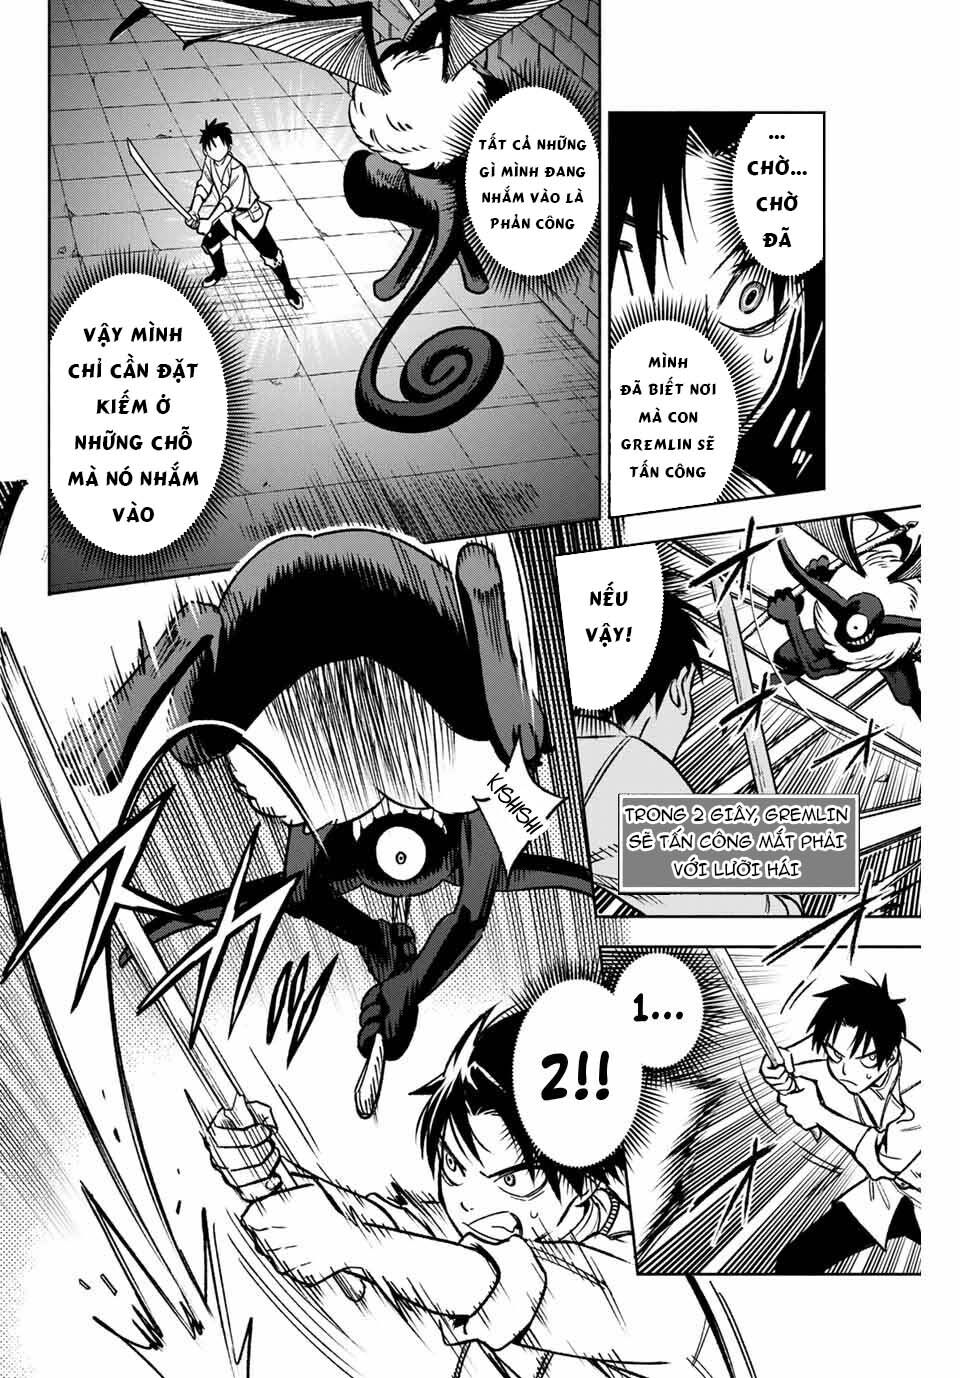 ...
CHỜ...
CHỜ
ĐÃ
MÌNH
ĐÃ BIẾT NƠI
MÀ CON
GREMLIN SẼ
TẤN CÔNG
TẤT CẢ NHỮNG
GÌ MÌNH ĐANG
NHẮM VÀO LÀ
PHẢN CÔNG
VẬY MÌNH
CHỈ CẦN ĐẶT
KIẾM Ở
NHỮNG CHỖ
MÀ NÓ NHẮM
VÀO
NẾU
VẬY!
TRONG 2 GIÂY, GREMLIN
SẼ TẤN CÔNG MẮT PHẢI
VỚI LƯỠI HÁI
KISHISHI
1...
2!!